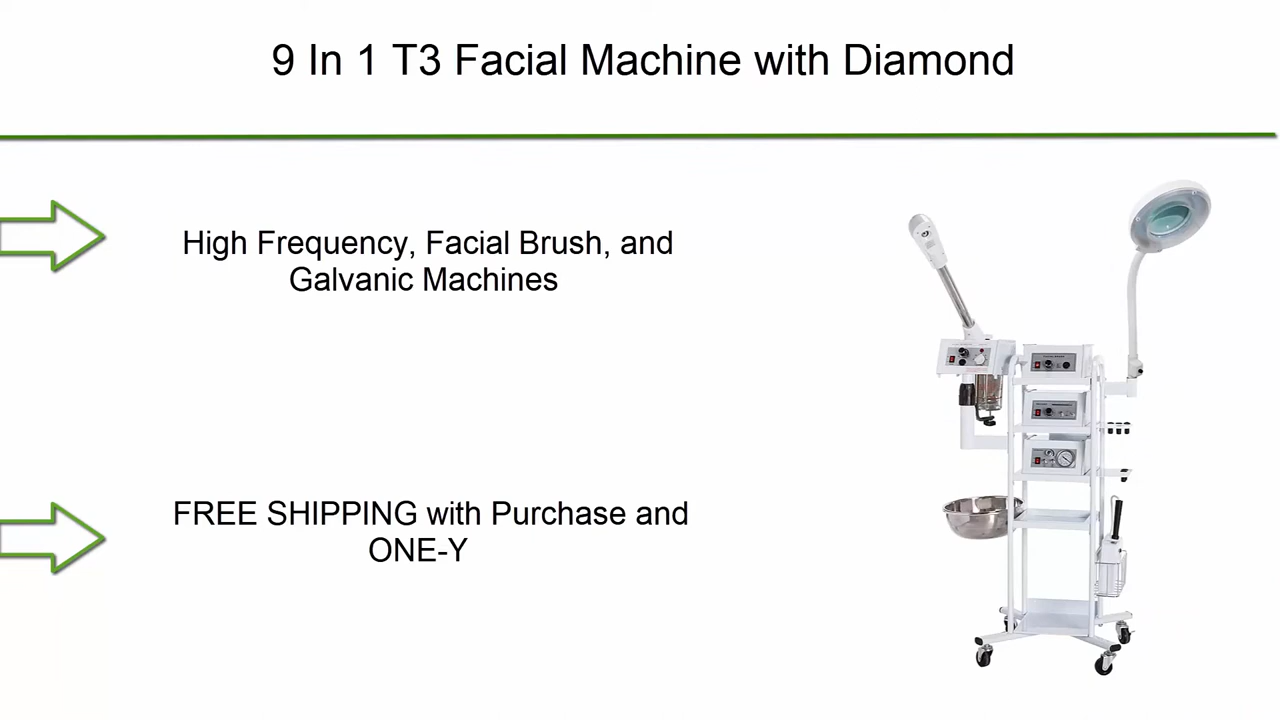 9 In 1 T3 Facial Machine with Diamond
High Frequency, Facial Brush, and
Galvanic Machines
FREE SHIPPING with Purchase and
ONE-Y